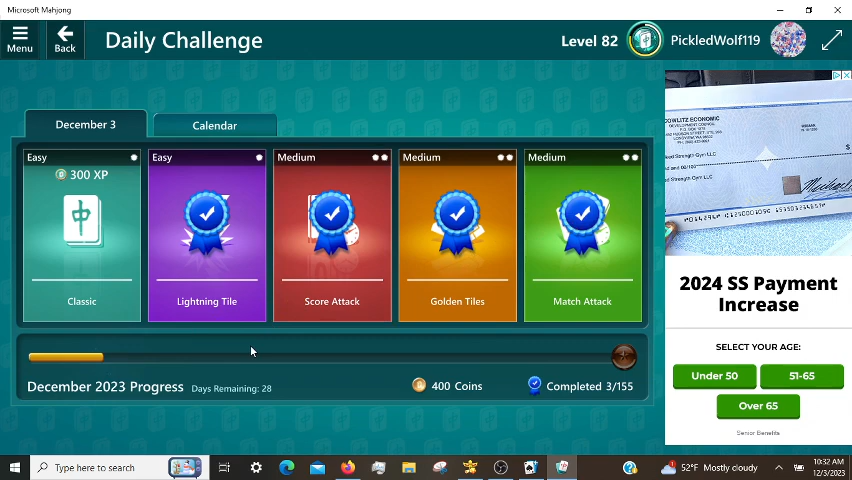 Microsoft Mahjong
Menu
Back
Daily Challenge
Level 82
PickledWolf119
December 3
Calendar
Easy
300 XP
中
Classic
Easy
Lightning Tile
Medium
Score Attack
Medium
Golden Tiles
Medium
Match Attack
December 2023 Progress
Days Remaining: 28
400 Coins
Completed 3/155
2024 SS Payment
Increase
SELECT YOUR AGE:
Under 50
51-65
Over 65
Senior Benefits
Type here to search
52°F Mostly cloudy
10:32 AM
12/3/2023